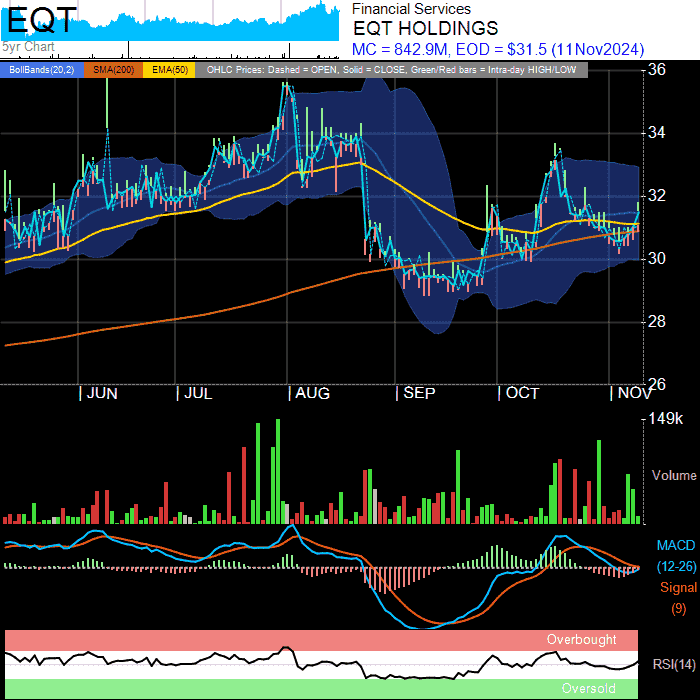 EQT
5yr Chart
Financial Services
EQT HOLDINGS
MC = 842.9M, EOD = $31.5 (11Nov2024)
BollBands(20,2) SMA(200) EMA(50) OHLC Prices: Dashed = OPEN, Solid = CLOSE, Green/Red bars = Intra-day HIGH/LOW
36
34
32
30
28
26
JUN JUL AUG SEP OCT NOV
149k
Volume
MACD
(12-26)
Signal
(9)
Overbought
RSI(14)
Oversold